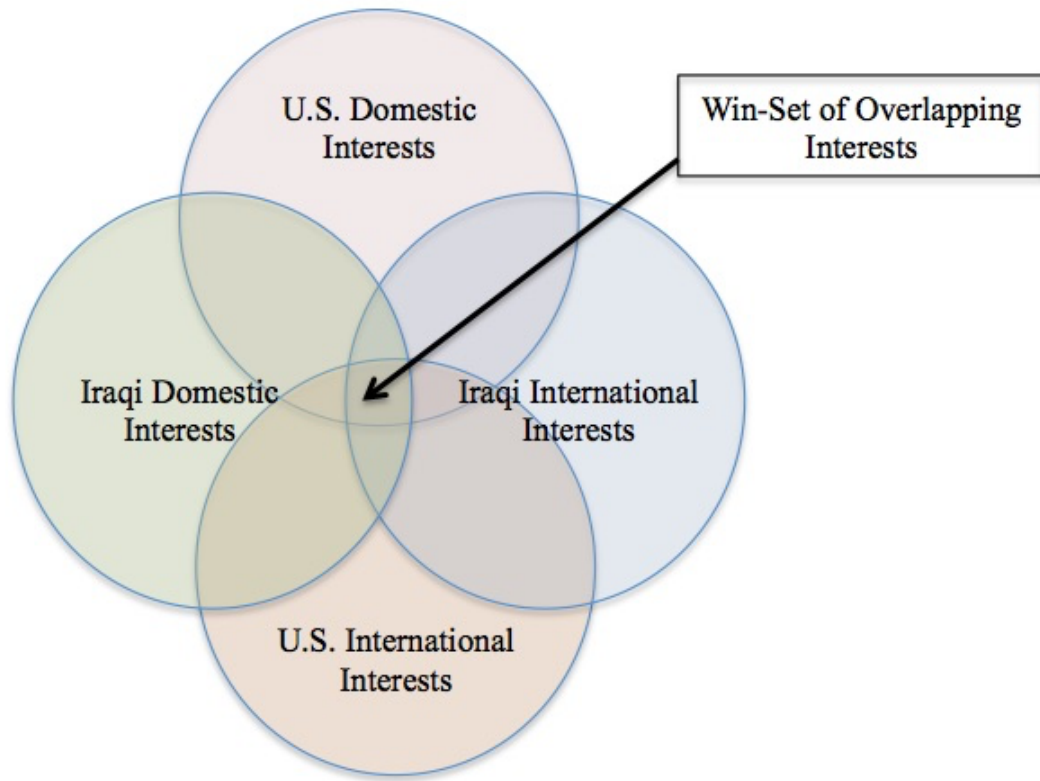 U.S. Domestic
Interests
Win-Set of Overlapping
Interests
Iraqi Domestic
Interests
Iraqi International
Interests
U.S. International
Interests